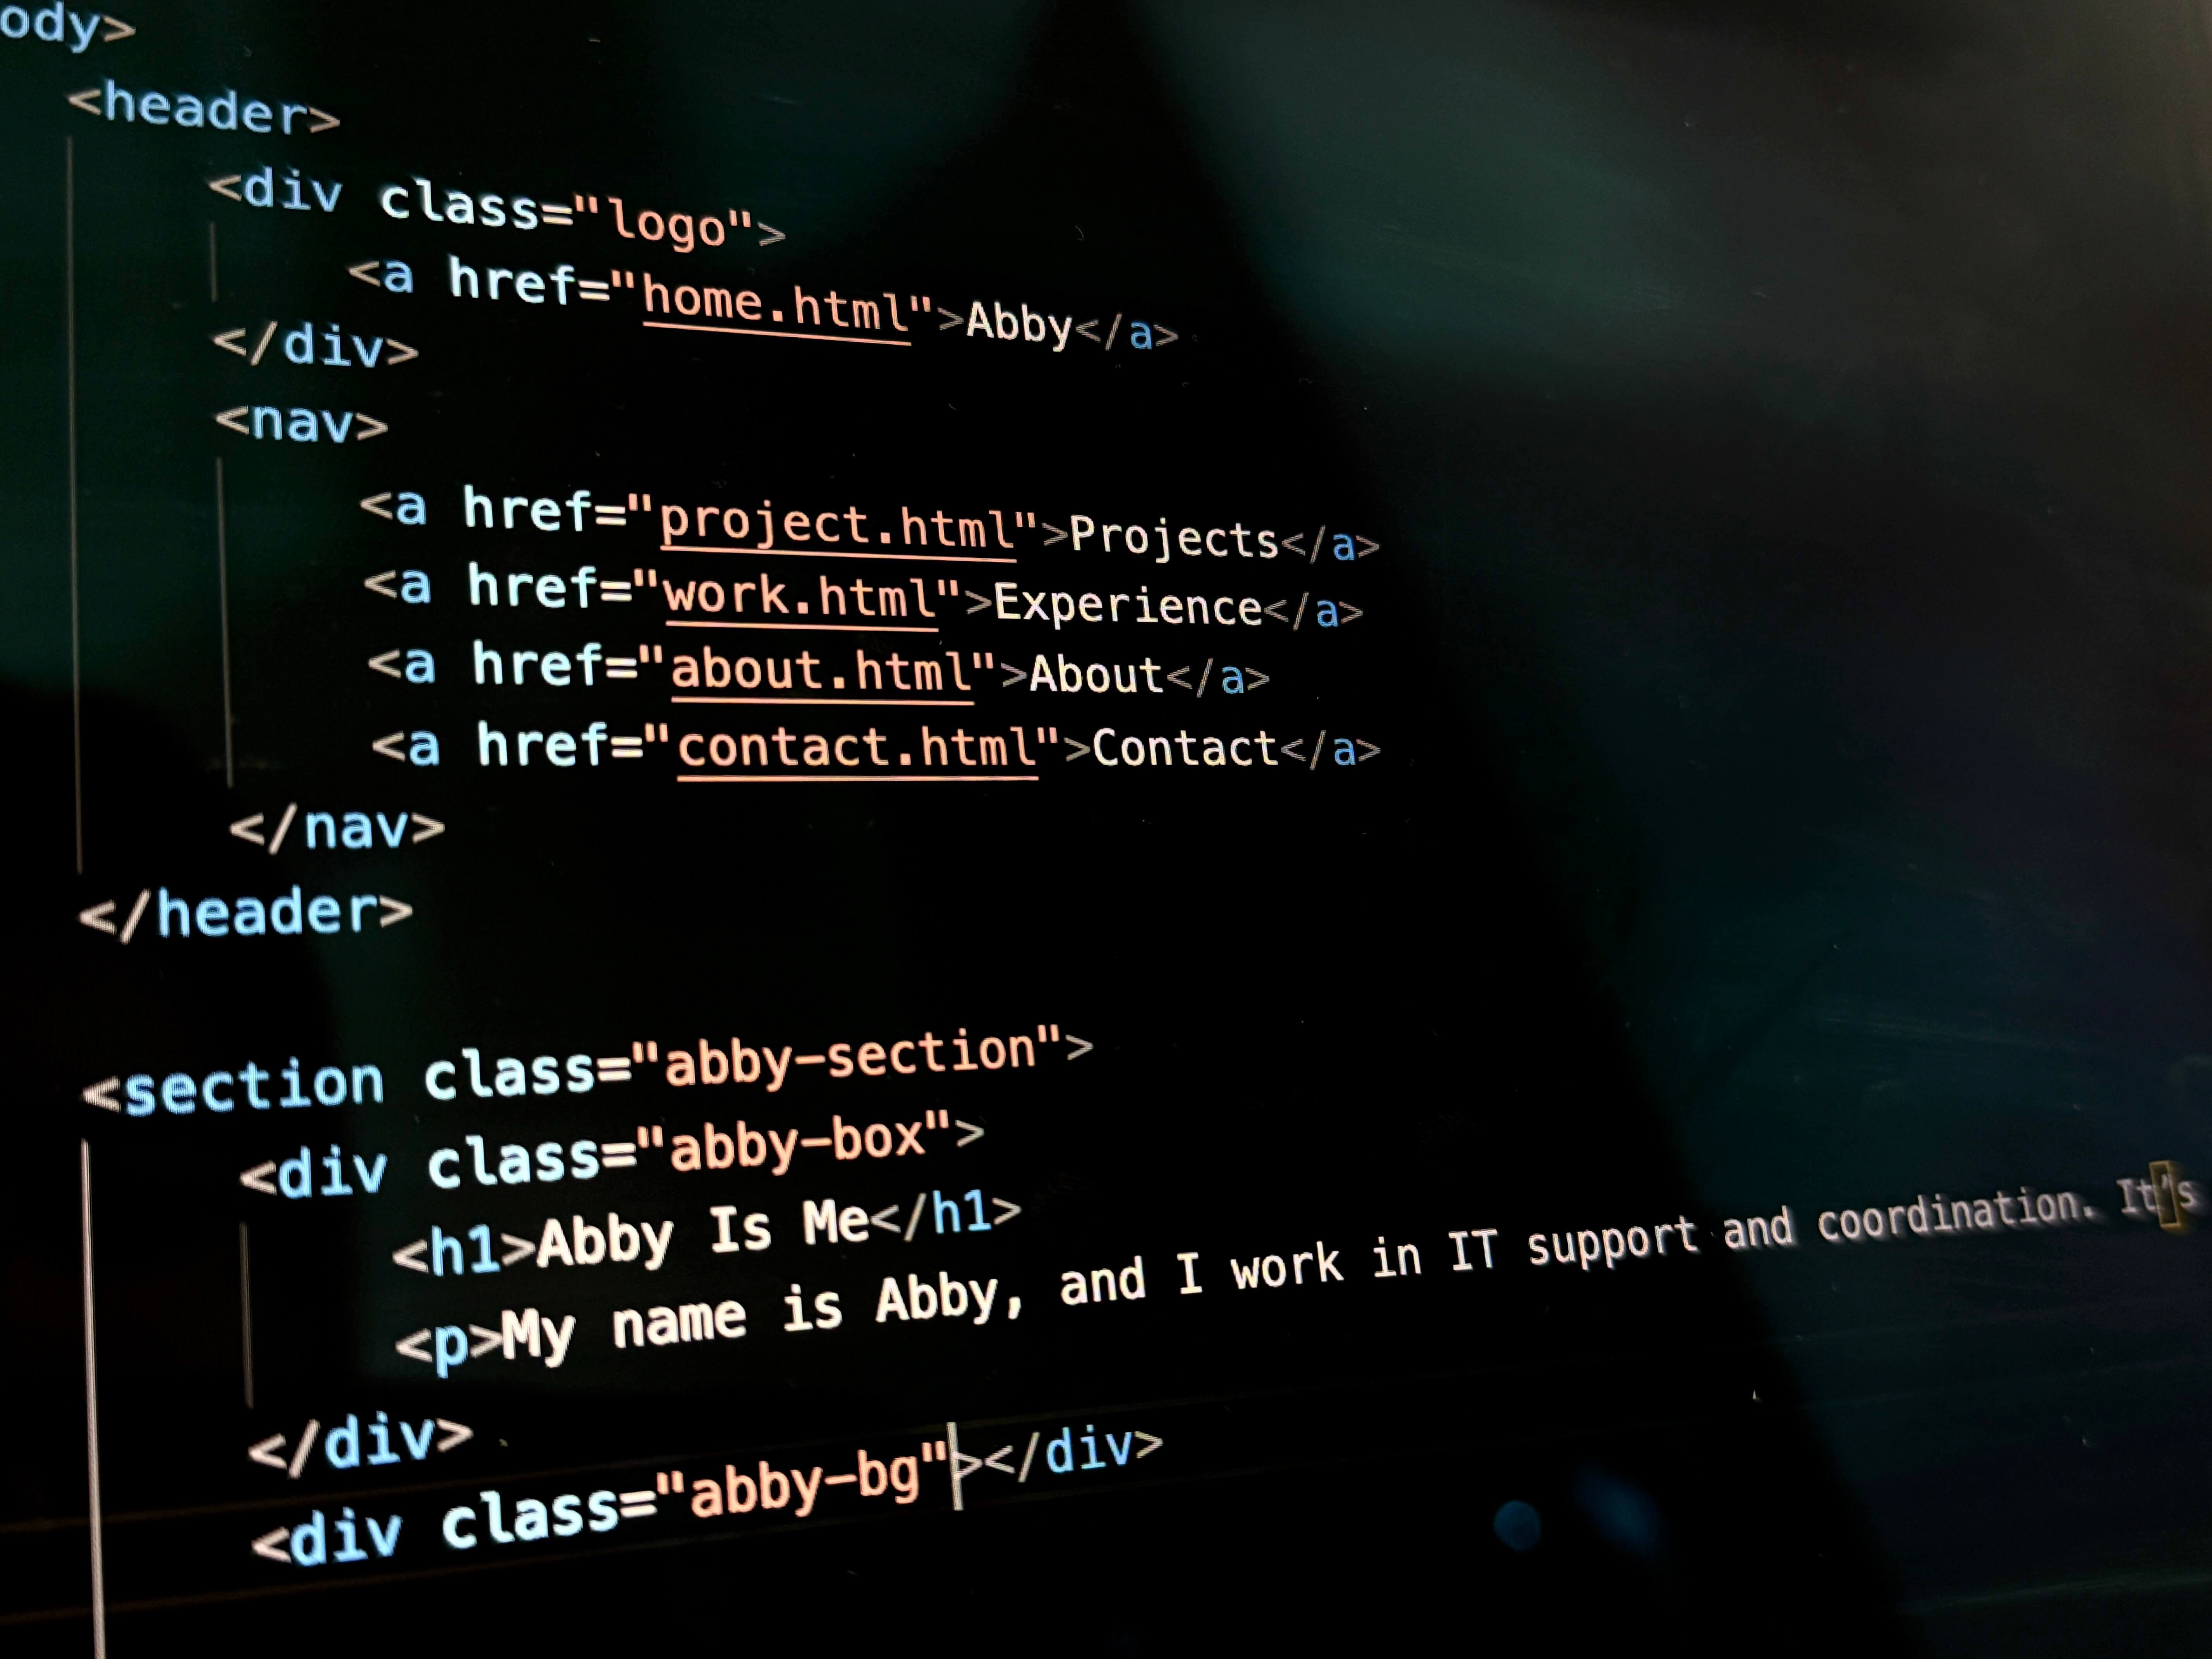 ody>
<header>
<div class="logo">
<a href="home.html">Abby</a>
</div>
<nav>
<a href="project.html">Projects</a>
<a href="work.html">Experience</a>
<a href="about.html">About</a>
<a href="contact.html">Contact</a>
</nav>
</header>
<section class="abby-section">
<div class="abby-box">
<h1>Abby Is Me</h1>
<p>My name is Abby, and I work in IT support and coordination. It’s
</div>
<div class="abby-bg"></div>